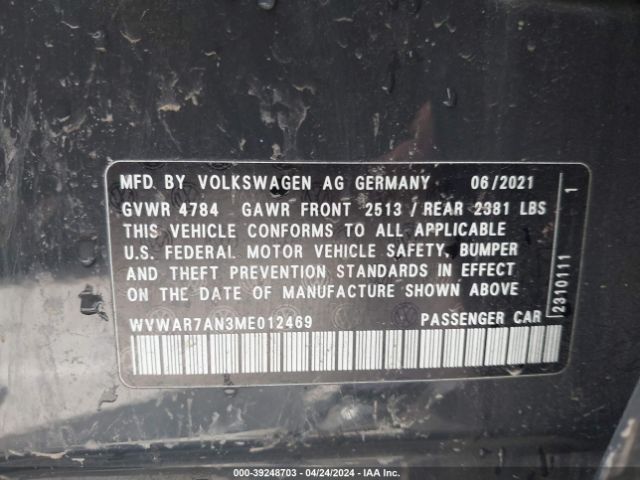 MFD. BY VOLKSWAGEN AG GERMANY 06/2021
GVWR 4784 GAWR FRONT 2513 / REAR 2381 LBS
THIS VEHICLE CONFORMS TO ALL APPLICABLE
U.S. FEDERAL MOTOR VEHICLE SAFETY, BUMPER
AND THEFT PREVENTION STANDARDS IN EFFECT
ON THE DATE OF MANUFACTURE SHOWN ABOVE
WVWAR7AN3ME012469 PASSENGER CAR
2310111 1
000-39248703 - 04/24/2024 - IAA Inc.